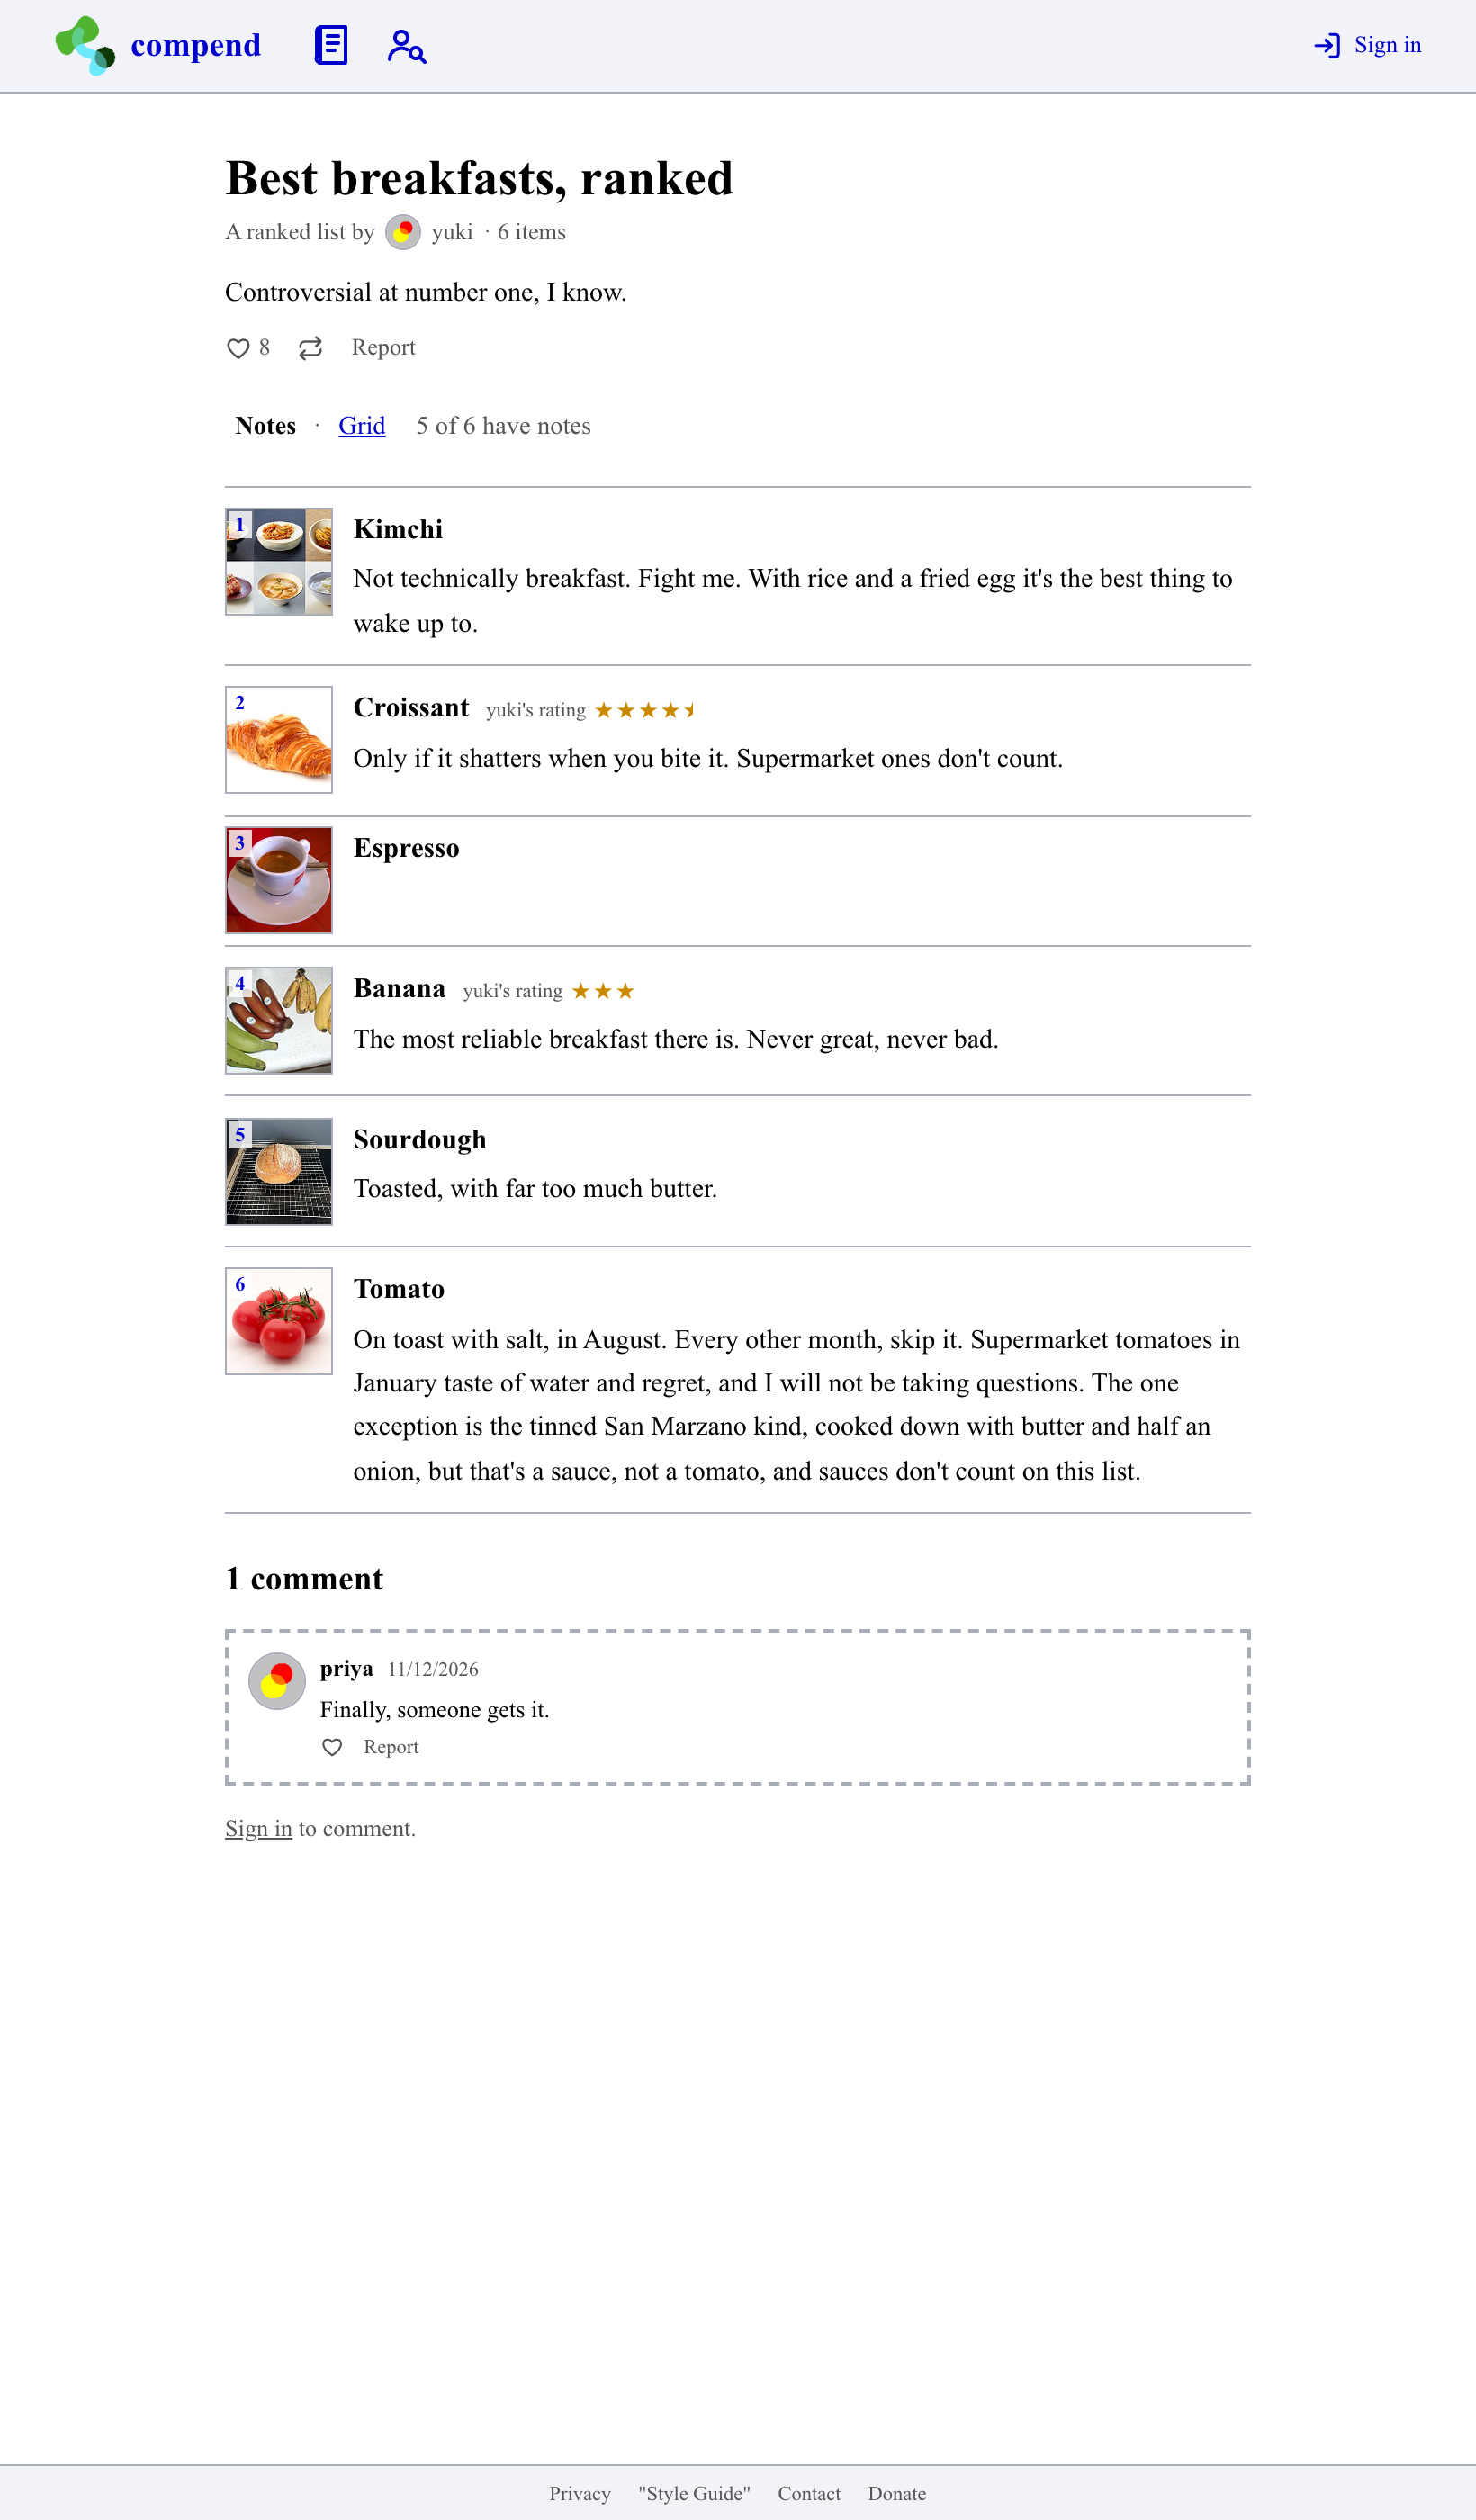 compend
Sign in
Best breakfasts, ranked
A ranked list by yuki · 6 items
Controversial at number one, I know.
8 Report
Notes · Grid 5 of 6 have notes
1
Kimchi
Not technically breakfast. Fight me. With rice and a fried egg it's the best thing to
wake up to.
2
Croissant yuki's rating ★★★★⯨
Only if it shatters when you bite it. Supermarket ones don't count.
3
Espresso
4
Banana yuki's rating ★★★
The most reliable breakfast there is. Never great, never bad.
5
Sourdough
Toasted, with far too much butter.
6
Tomato
On toast with salt, in August. Every other month, skip it. Supermarket tomatoes in
January taste of water and regret, and I will not be taking questions. The one
exception is the tinned San Marzano kind, cooked down with butter and half an
onion, but that's a sauce, not a tomato, and sauces don't count on this list.
1 comment
priya 11/12/2026
Finally, someone gets it.
Report
Sign in to comment.
Privacy "Style Guide" Contact Donate